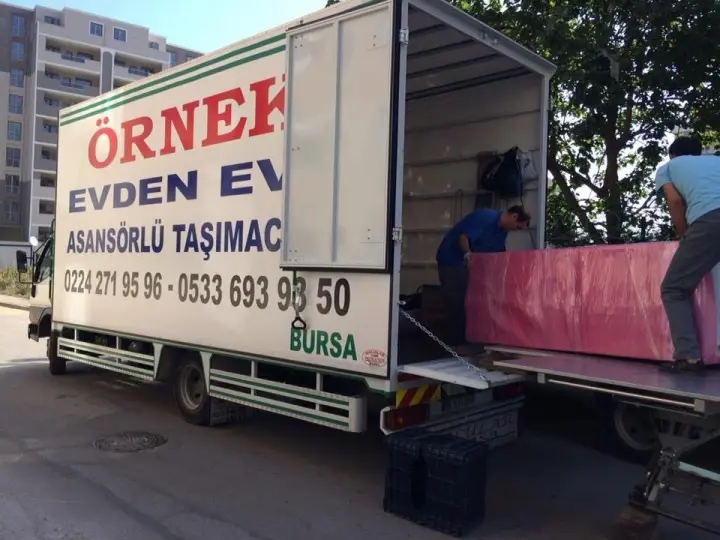 ÖRNEK
EVDEN EV
ASANSÖRLÜ TAŞIMAC
0224 271 95 96 - 0533 693 93 50
BURSA